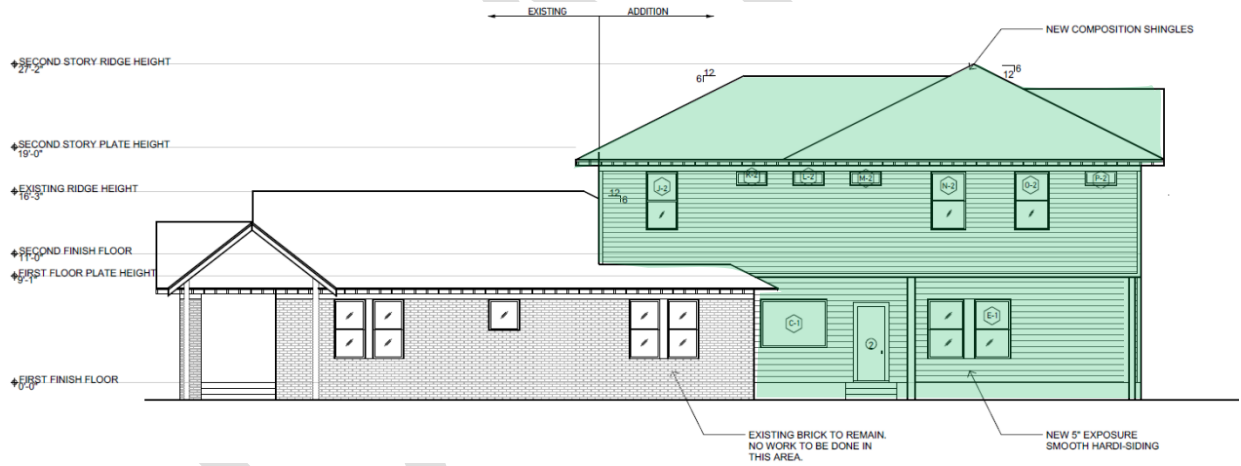 EXISTING
ADDITION
NEW COMPOSITION SHINGLES
SECOND STORY RIDGE HEIGHT
27'-2"
12
6
6
12
SECOND STORY PLATE HEIGHT
19'-0"
J-2
K-2
L-2
M-2
N-2
O-2
P-2
EXISTING RIDGE HEIGHT
16'-3"
12
6
SECOND FINISH FLOOR
11'-0"
FIRST FLOOR PLATE HEIGHT
9'-1"
C-1
E-1
2
FIRST FINISH FLOOR
0'-0"
EXISTING BRICK TO REMAIN.
NO WORK TO BE DONE IN
THIS AREA.
NEW 5" EXPOSURE
SMOOTH HARDI-SIDING